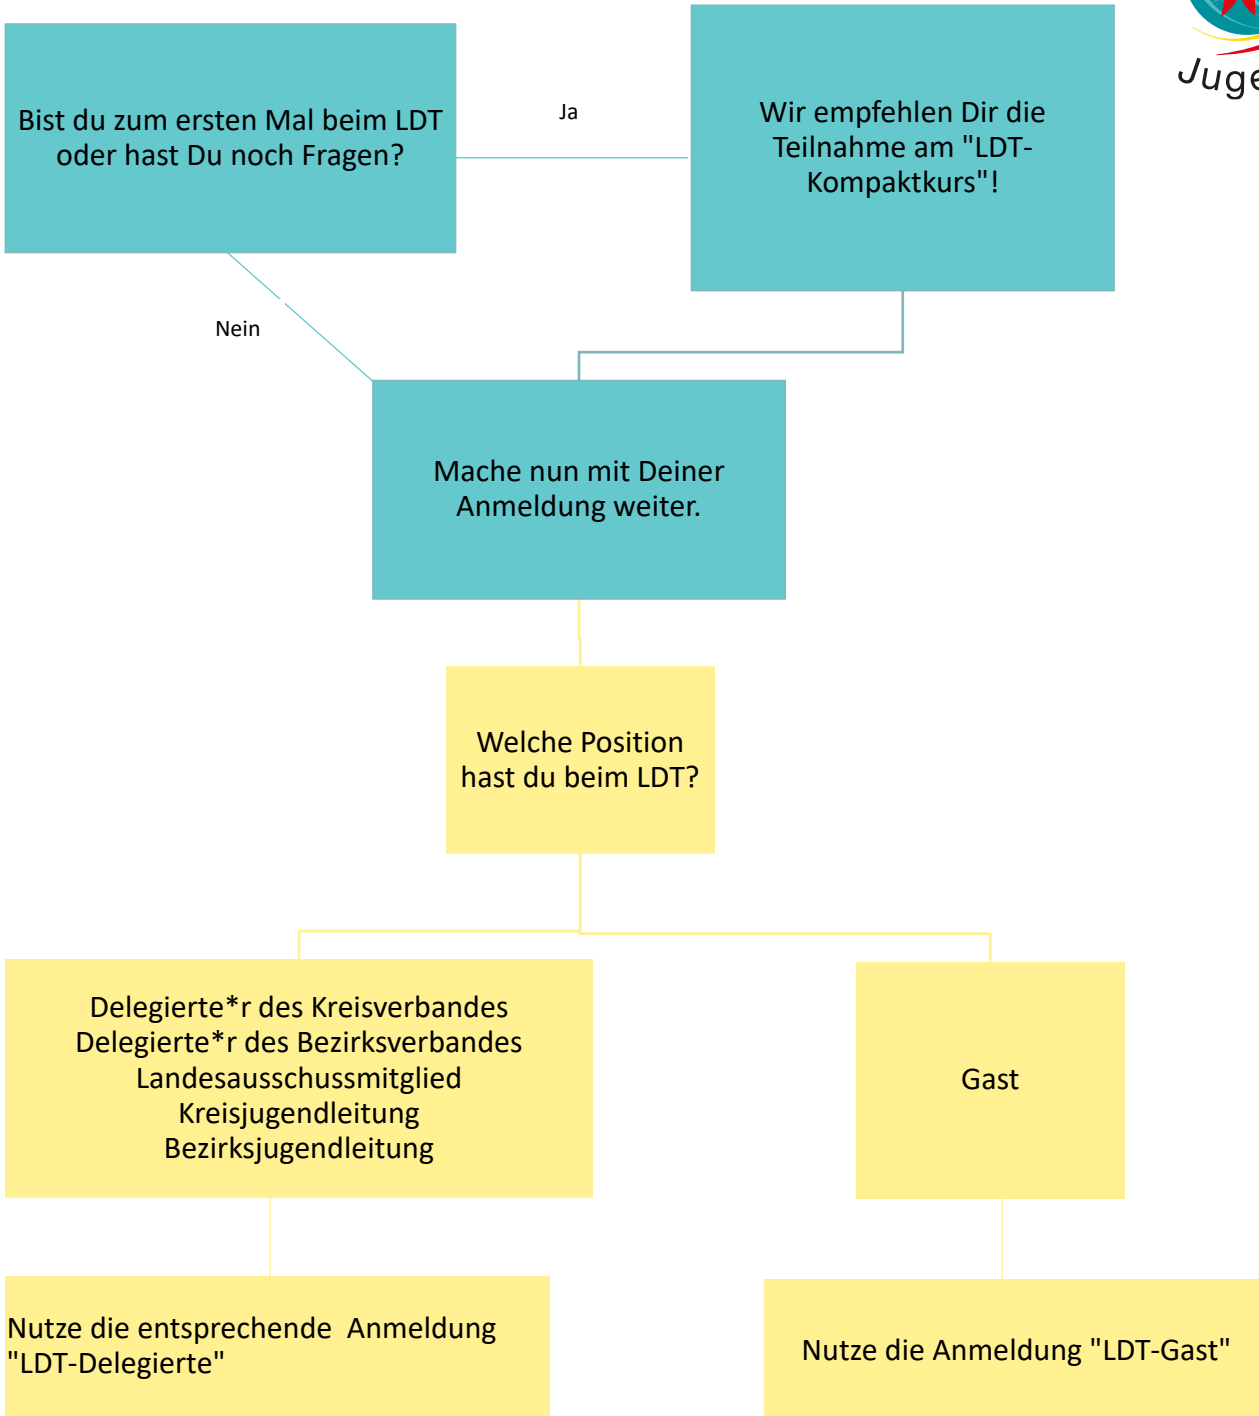 Juge
Bist du zum ersten Mal beim LDT
oder hast Du noch Fragen?
Ja
Wir empfehlen Dir die
Teilnahme am "LDT-
Kompaktkurs"!
Nein
Mache nun mit Deiner
Anmeldung weiter.
Welche Position
hast du beim LDT?
Delegierte*r des Kreisverbandes
Delegierte*r des Bezirksverbandes
Landesausschussmitglied
Kreisjugendleitung
Bezirksjugendleitung
Gast
Nutze die entsprechende  Anmeldung
"LDT-Delegierte"
Nutze die Anmeldung "LDT-Gast"